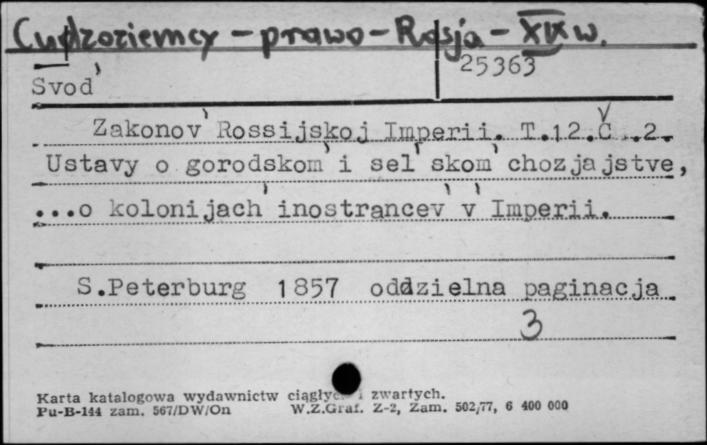 Cudzoziemcy – prawo – Rosja – XIX w.
25363
Svod'
Zakonov' Rossijskoj Imperii. T.12.Č ..2.
Ustavy o gorodskom' i sel'skom' chozjajstve,
...o kolonijach' inostrancev' v' Imperii.
S.Peterburg 1857 oddzielna paginacja
3
Karta katalogowa wydawnictw i zwartych.
Pu-B-144 zam. 567/DW/On W.Z.Graf. Z-2, Zam. 502/77, 6 400 000